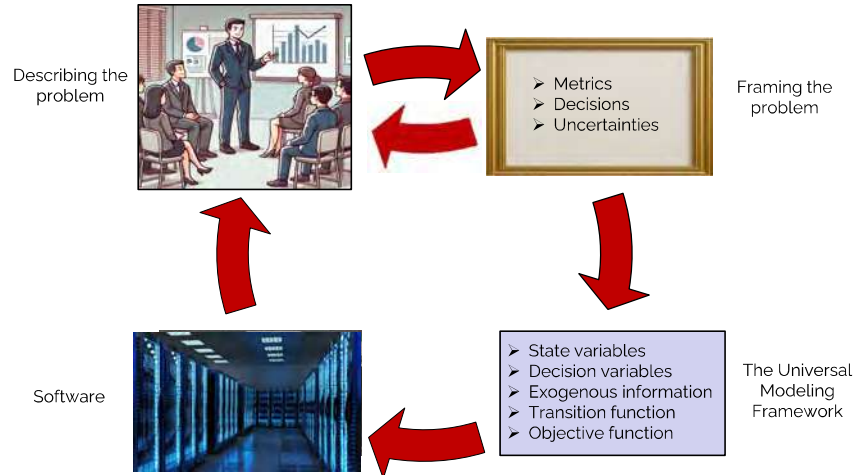 Describing the
problem
➢ Metrics
➢ Decisions
➢ Uncertainties
Framing the
problem
Software
➢ State variables
➢ Decision variables
➢ Exogenous information
➢ Transition function
➢ Objective function
The Universal
Modeling
Framework